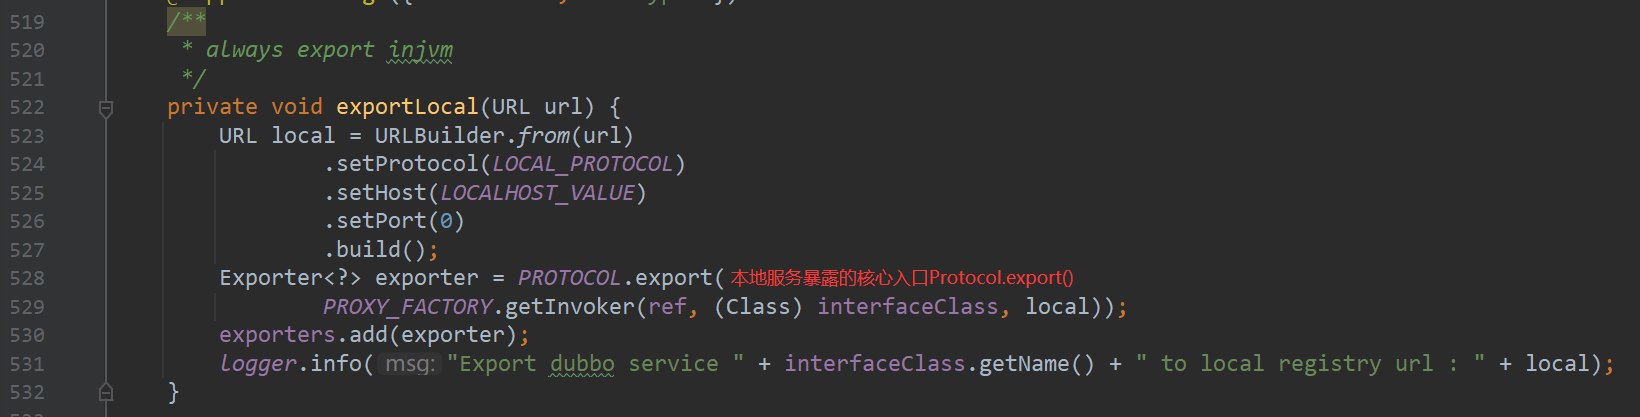 519 /**
520 * always export injvm
521 */
522 private void exportLocal(URL url) {
523 URL local = URLBuilder.from(url)
524 .setProtocol(LOCAL_PROTOCOL)
525 .setHost(LOCALHOST_VALUE)
526 .setPort(0)
527 .build();
528 Exporter<?> exporter = PROTOCOL.export( 本地服务暴露的核心入口Protocol.export()
529 PROXY_FACTORY.getInvoker(ref, (Class) interfaceClass, local));
530 exporters.add(exporter);
531 logger.info( msg: "Export dubbo service " + interfaceClass.getName() + " to local registry url : " + local);
532 }